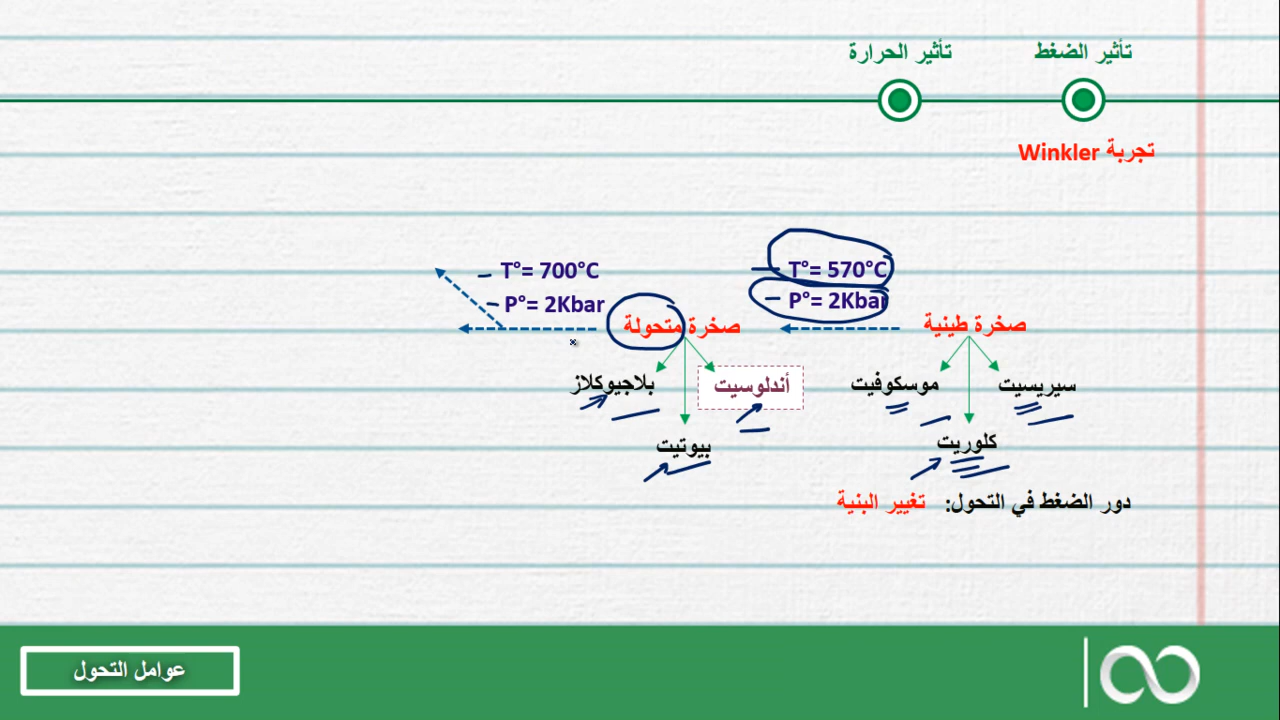 تأثير الضغط
تأثير الحرارة
تجربة Winkler
T°= 570°C
P°= 2Kbar
T°= 700°C
P°= 2Kbar
صخرة طينية
صخرة متحولة
سيريسيت
موسكوفيت
أندلوسيت
بلاجيوكلاز
كلوريت
بيوتيت
دور الضغط في التحول: تغيير البنية
عوامل التحول